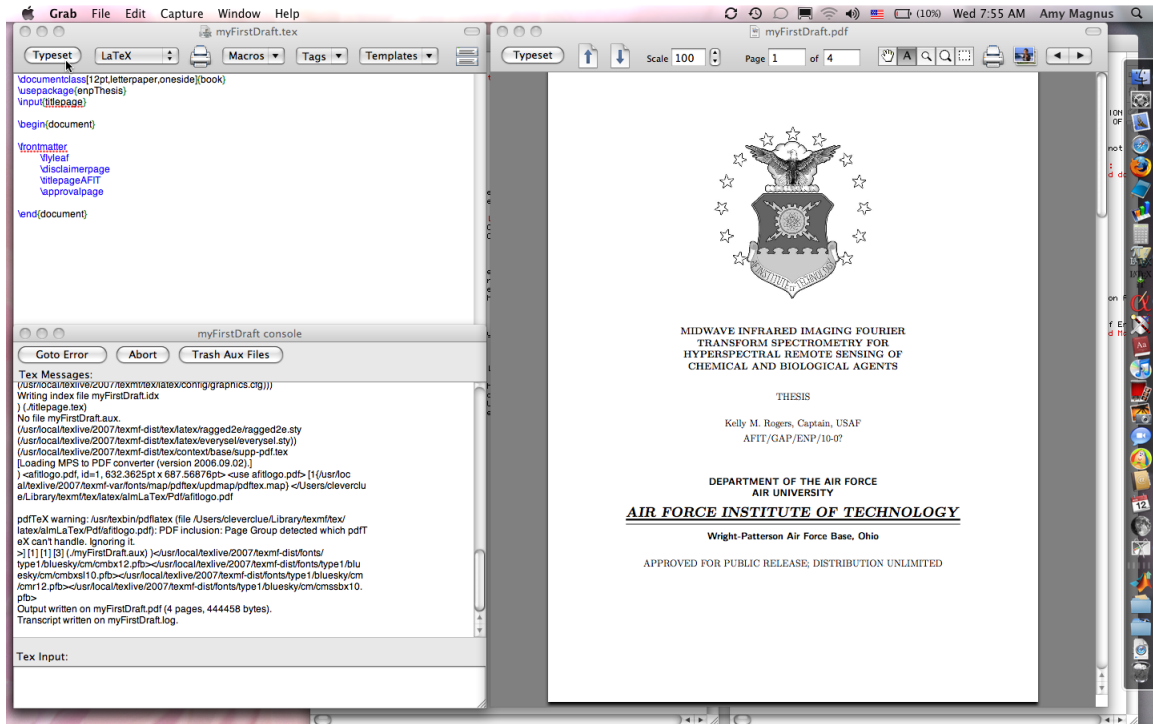 Grab File Edit Capture Window Help
(10%) Wed 7:55 AM Amy Magnus
myFirstDraft.tex
Typeset LaTeX Macros Tags Templates
\documentclass[12pt,letterpaper,oneside]{book}
\usepackage{enpThesis}
\input{titlepage}
\begin{document}
\frontmatter
\flyleaf
\disclaimerpage
\titlepageAFIT
\approvalpage
\end{document}
myFirstDraft console
Goto Error Abort Trash Aux Files
Tex Messages:
(/usr/local/texlive/2007/texmf/tex/latex/config/graphics.cfg)))
Writing index file myFirstDraft.idx
) (./titlepage.tex)
No file myFirstDraft.aux.
(/usr/local/texlive/2007/texmf-dist/tex/latex/ragged2e/ragged2e.sty
(/usr/local/texlive/2007/texmf-dist/tex/latex/everysel/everysel.sty))
(/usr/local/texlive/2007/texmf-dist/tex/context/base/supp-pdf.tex
[Loading MPS to PDF converter (version 2006.09.02).]
) <afitlogo.pdf, id=1, 632.3625pt x 687.56876pt> <use afitlogo.pdf> [1{/usr/loc
al/texlive/2007/texmf-var/fonts/map/pdftex/updmap/pdftex.map} </Users/cleverclu
e/Library/texmf/tex/latex/almLaTex/Pdf/afitlogo.pdf
pdfTeX warning: /usr/texbin/pdflatex (file /Users/cleverclue/Library/texmf/tex/
latex/almLaTex/Pdf/afitlogo.pdf): PDF inclusion: Page Group detected which pdfT
eX can't handle. Ignoring it.
>] [1] [1] [3] (./myFirstDraft.aux) )</usr/local/texlive/2007/texmf-dist/fonts/
type1/bluesky/cm/cmbx12.pfb></usr/local/texlive/2007/texmf-dist/fonts/type1/blu
esky/cm/cmbxsl10.pfb></usr/local/texlive/2007/texmf-dist/fonts/type1/bluesky/cm
/cmr12.pfb></usr/local/texlive/2007/texmf-dist/fonts/type1/bluesky/cm/cmssbx10.
pfb>
Output written on myFirstDraft.pdf (4 pages, 444458 bytes).
Transcript written on myFirstDraft.log.
Tex Input:
myFirstDraft.pdf
Typeset Scale 100 Page 1 of 4
MIDWAVE INFRARED IMAGING FOURIER
TRANSFORM SPECTROMETRY FOR
HYPERSPECTRAL REMOTE SENSING OF
CHEMICAL AND BIOLOGICAL AGENTS
THESIS
Kelly M. Rogers, Captain, USAF
AFIT/GAP/ENP/10-0?
DEPARTMENT OF THE AIR FORCE
AIR UNIVERSITY
AIR FORCE INSTITUTE OF TECHNOLOGY
Wright-Patterson Air Force Base, Ohio
APPROVED FOR PUBLIC RELEASE; DISTRIBUTION UNLIMITED